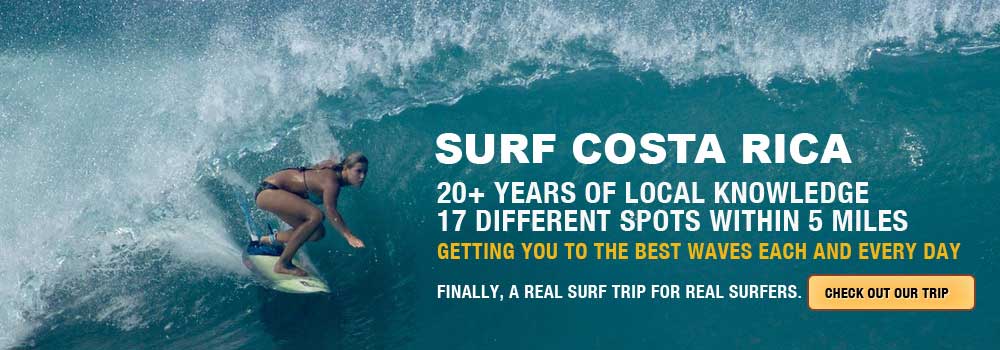 SURF COSTA RICA
20+ YEARS OF LOCAL KNOWLEDGE
17 DIFFERENT SPOTS WITHIN 5 MILES
GETTING YOU TO THE BEST WAVES EACH AND EVERY DAY
FINALLY, A REAL SURF TRIP FOR REAL SURFERS. CHECK OUT OUR TRIP